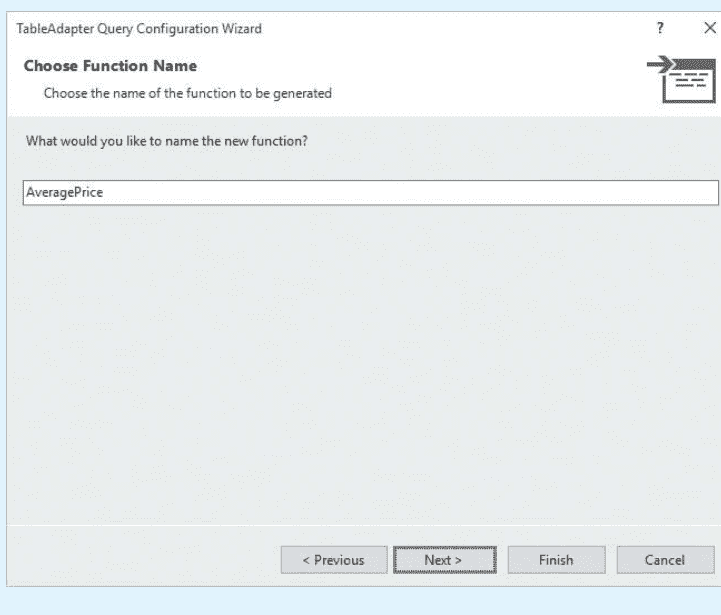 TableAdapter Query Configuration Wizard ?
Choose Function Name
Choose the name of the function to be generated
What would you like to name the new function?
AveragePrice
< Previous Next > Finish Cancel